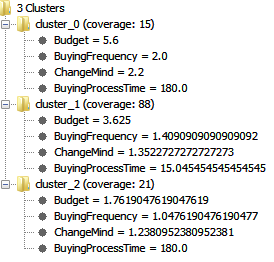 3 Clusters
cluster_0 (coverage: 15)
Budget = 5.6
BuyingFrequency = 2.0
ChangeMind = 2.2
BuyingProcessTime = 180.0
cluster_1 (coverage: 88)
Budget = 3.625
BuyingFrequency = 1.4090909090909092
ChangeMind = 1.3522727272727273
BuyingProcessTime = 15.045454545454545
cluster_2 (coverage: 21)
Budget = 1.7619047619047619
BuyingFrequency = 1.0476190476190477
ChangeMind = 1.2380952380952381
BuyingProcessTime = 180.0